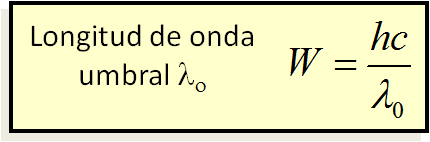 Longitud de onda
umbral λo
W = hc / λ0